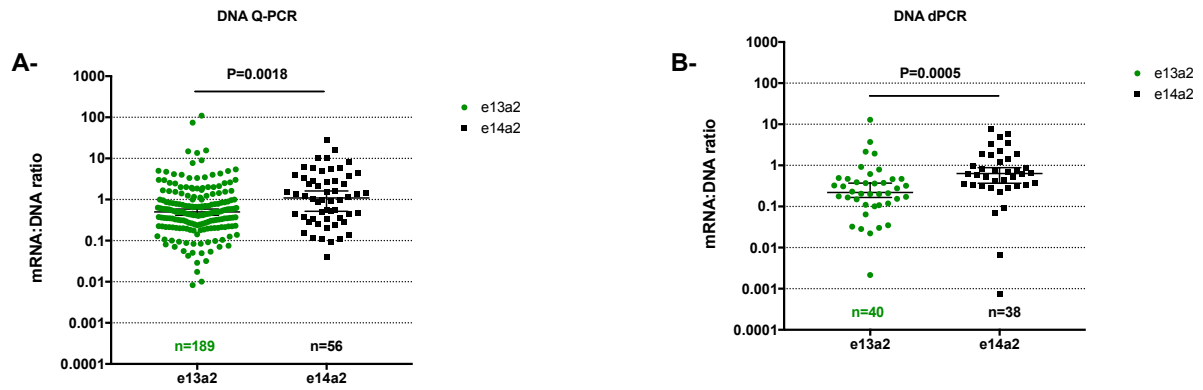 DNA Q-PCR
A-
mRNA:DNA ratio
1000
100
10
1
0.1
0.01
0.001
0.0001
P=0.0018
n=189
n=56
e13a2
e14a2
e13a2
e14a2
DNA dPCR
B-
mRNA:DNA ratio
1000
100
10
1
0.1
0.01
0.001
0.0001
P=0.0005
n=40
n=38
e13a2
e14a2
e13a2
e14a2